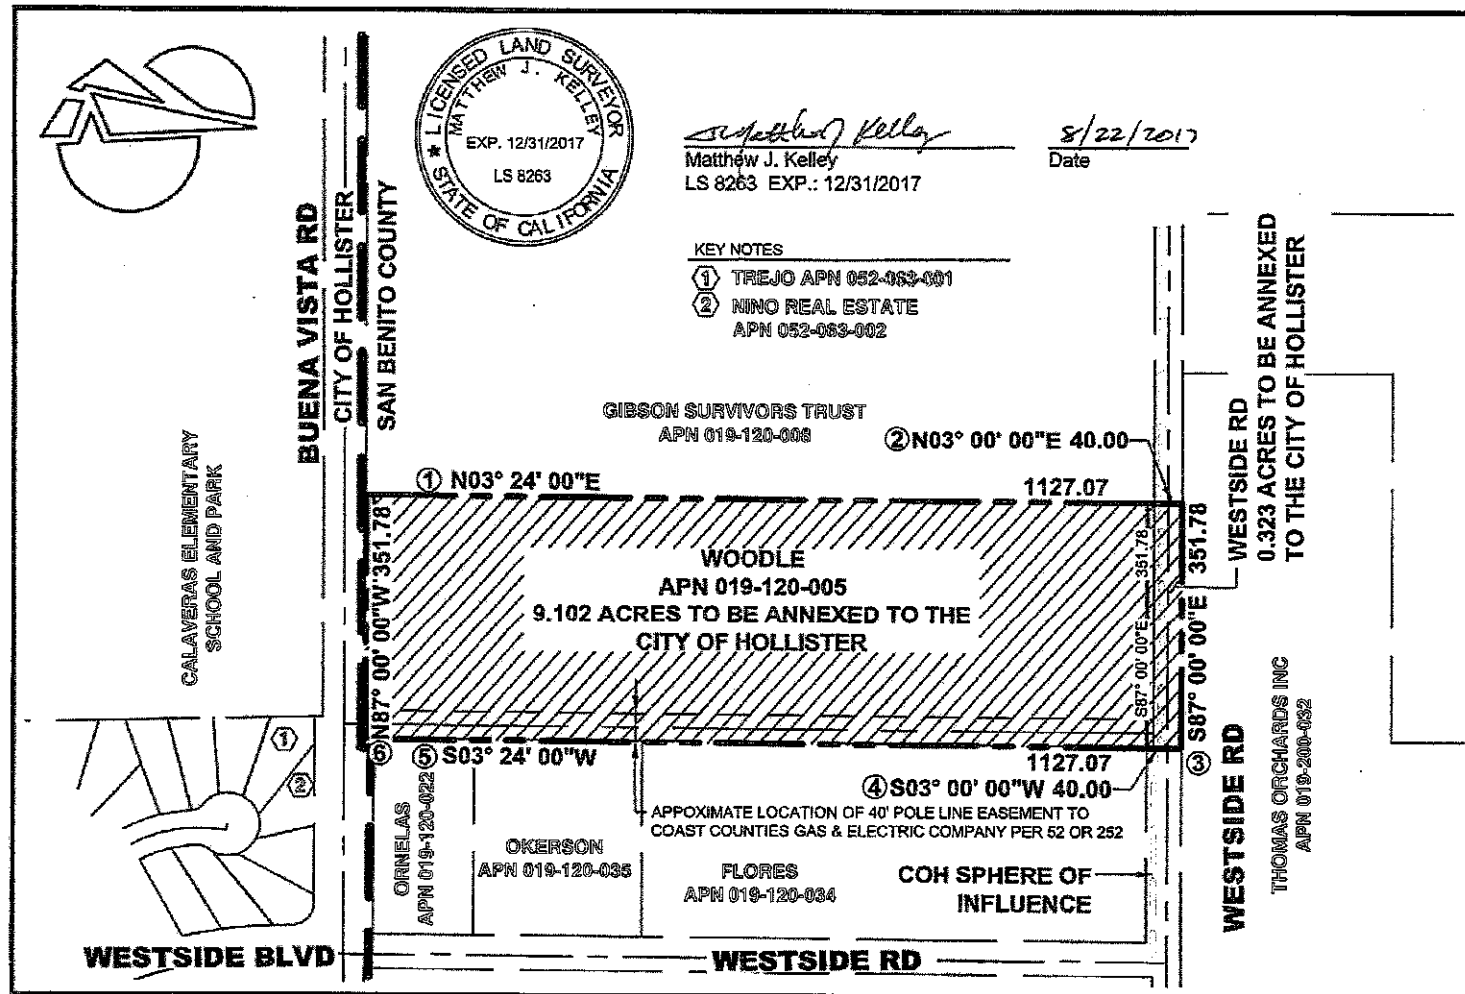 LICENSED LAND SURVEYOR
MATTHEW J. KELLEY
EXP. 12/31/2017
LS 8263
★ STATE OF CALIFORNIA
Matthew J. Kelley
LS 8263 EXP.: 12/31/2017
8/22/2017
Date
KEY NOTES
① TREJO APN 052-083-001
② NINO REAL ESTATE
APN 052-083-002
BUENA VISTA RD
CITY OF HOLLISTER
SAN BENITO COUNTY
CALAVERAS ELEMENTARY
SCHOOL AND PARK
GIBSON SURVIVORS TRUST
APN 019-120-008
② N03° 00' 00"E 40.00
① N03° 24' 00"E
1127.07
WESTSIDE RD
0.323 ACRES TO BE ANNEXED
TO THE CITY OF HOLLISTER
N87° 00' 00"W 351.78
WOODLE
APN 019-120-005
9.102 ACRES TO BE ANNEXED TO THE
CITY OF HOLLISTER
S87° 00' 00"E 351.78
S87° 00' 00"E 351.78
⑥
⑤ S03° 24' 00"W
1127.07
③
④ S03° 00' 00"W 40.00
①
②
APPOXIMATE LOCATION OF 40' POLE LINE EASEMENT TO
COAST COUNTIES GAS & ELECTRIC COMPANY PER 52 OR 252
ORNELAS
APN 019-120-022
OKERSON
APN 019-120-035
FLORES
APN 019-120-034
COH SPHERE OF
INFLUENCE
WESTSIDE RD
THOMAS ORCHARDS INC
APN 019-200-032
WESTSIDE BLVD
WESTSIDE RD